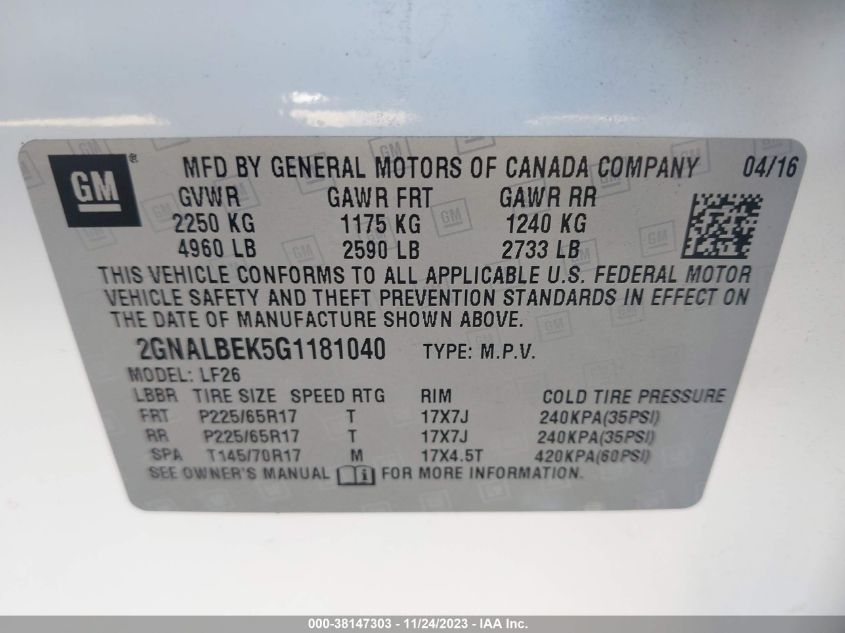 GM ® MFD BY GENERAL MOTORS OF CANADA COMPANY 04/16
GVWR GAWR FRT GAWR RR
2250 KG 1175 KG 1240 KG
4960 LB 2590 LB 2733 LB
THIS VEHICLE CONFORMS TO ALL APPLICABLE U.S. FEDERAL MOTOR
VEHICLE SAFETY AND THEFT PREVENTION STANDARDS IN EFFECT ON
THE DATE OF MANUFACTURE SHOWN ABOVE.
2GNALBEK5G1181040 TYPE: M.P.V.
MODEL: LF26
LBBR TIRE SIZE SPEED RTG RIM COLD TIRE PRESSURE
FRT P225/65R17 T 17X7J 240KPA(35PSI)
RR P225/65R17 T 17X7J 240KPA(35PSI)
SPA T145/70R17 M 17X4.5T 420KPA(60PSI)
SEE OWNER'S MANUAL FOR MORE INFORMATION.
000-38147303 - 11/24/2023 - IAA Inc.